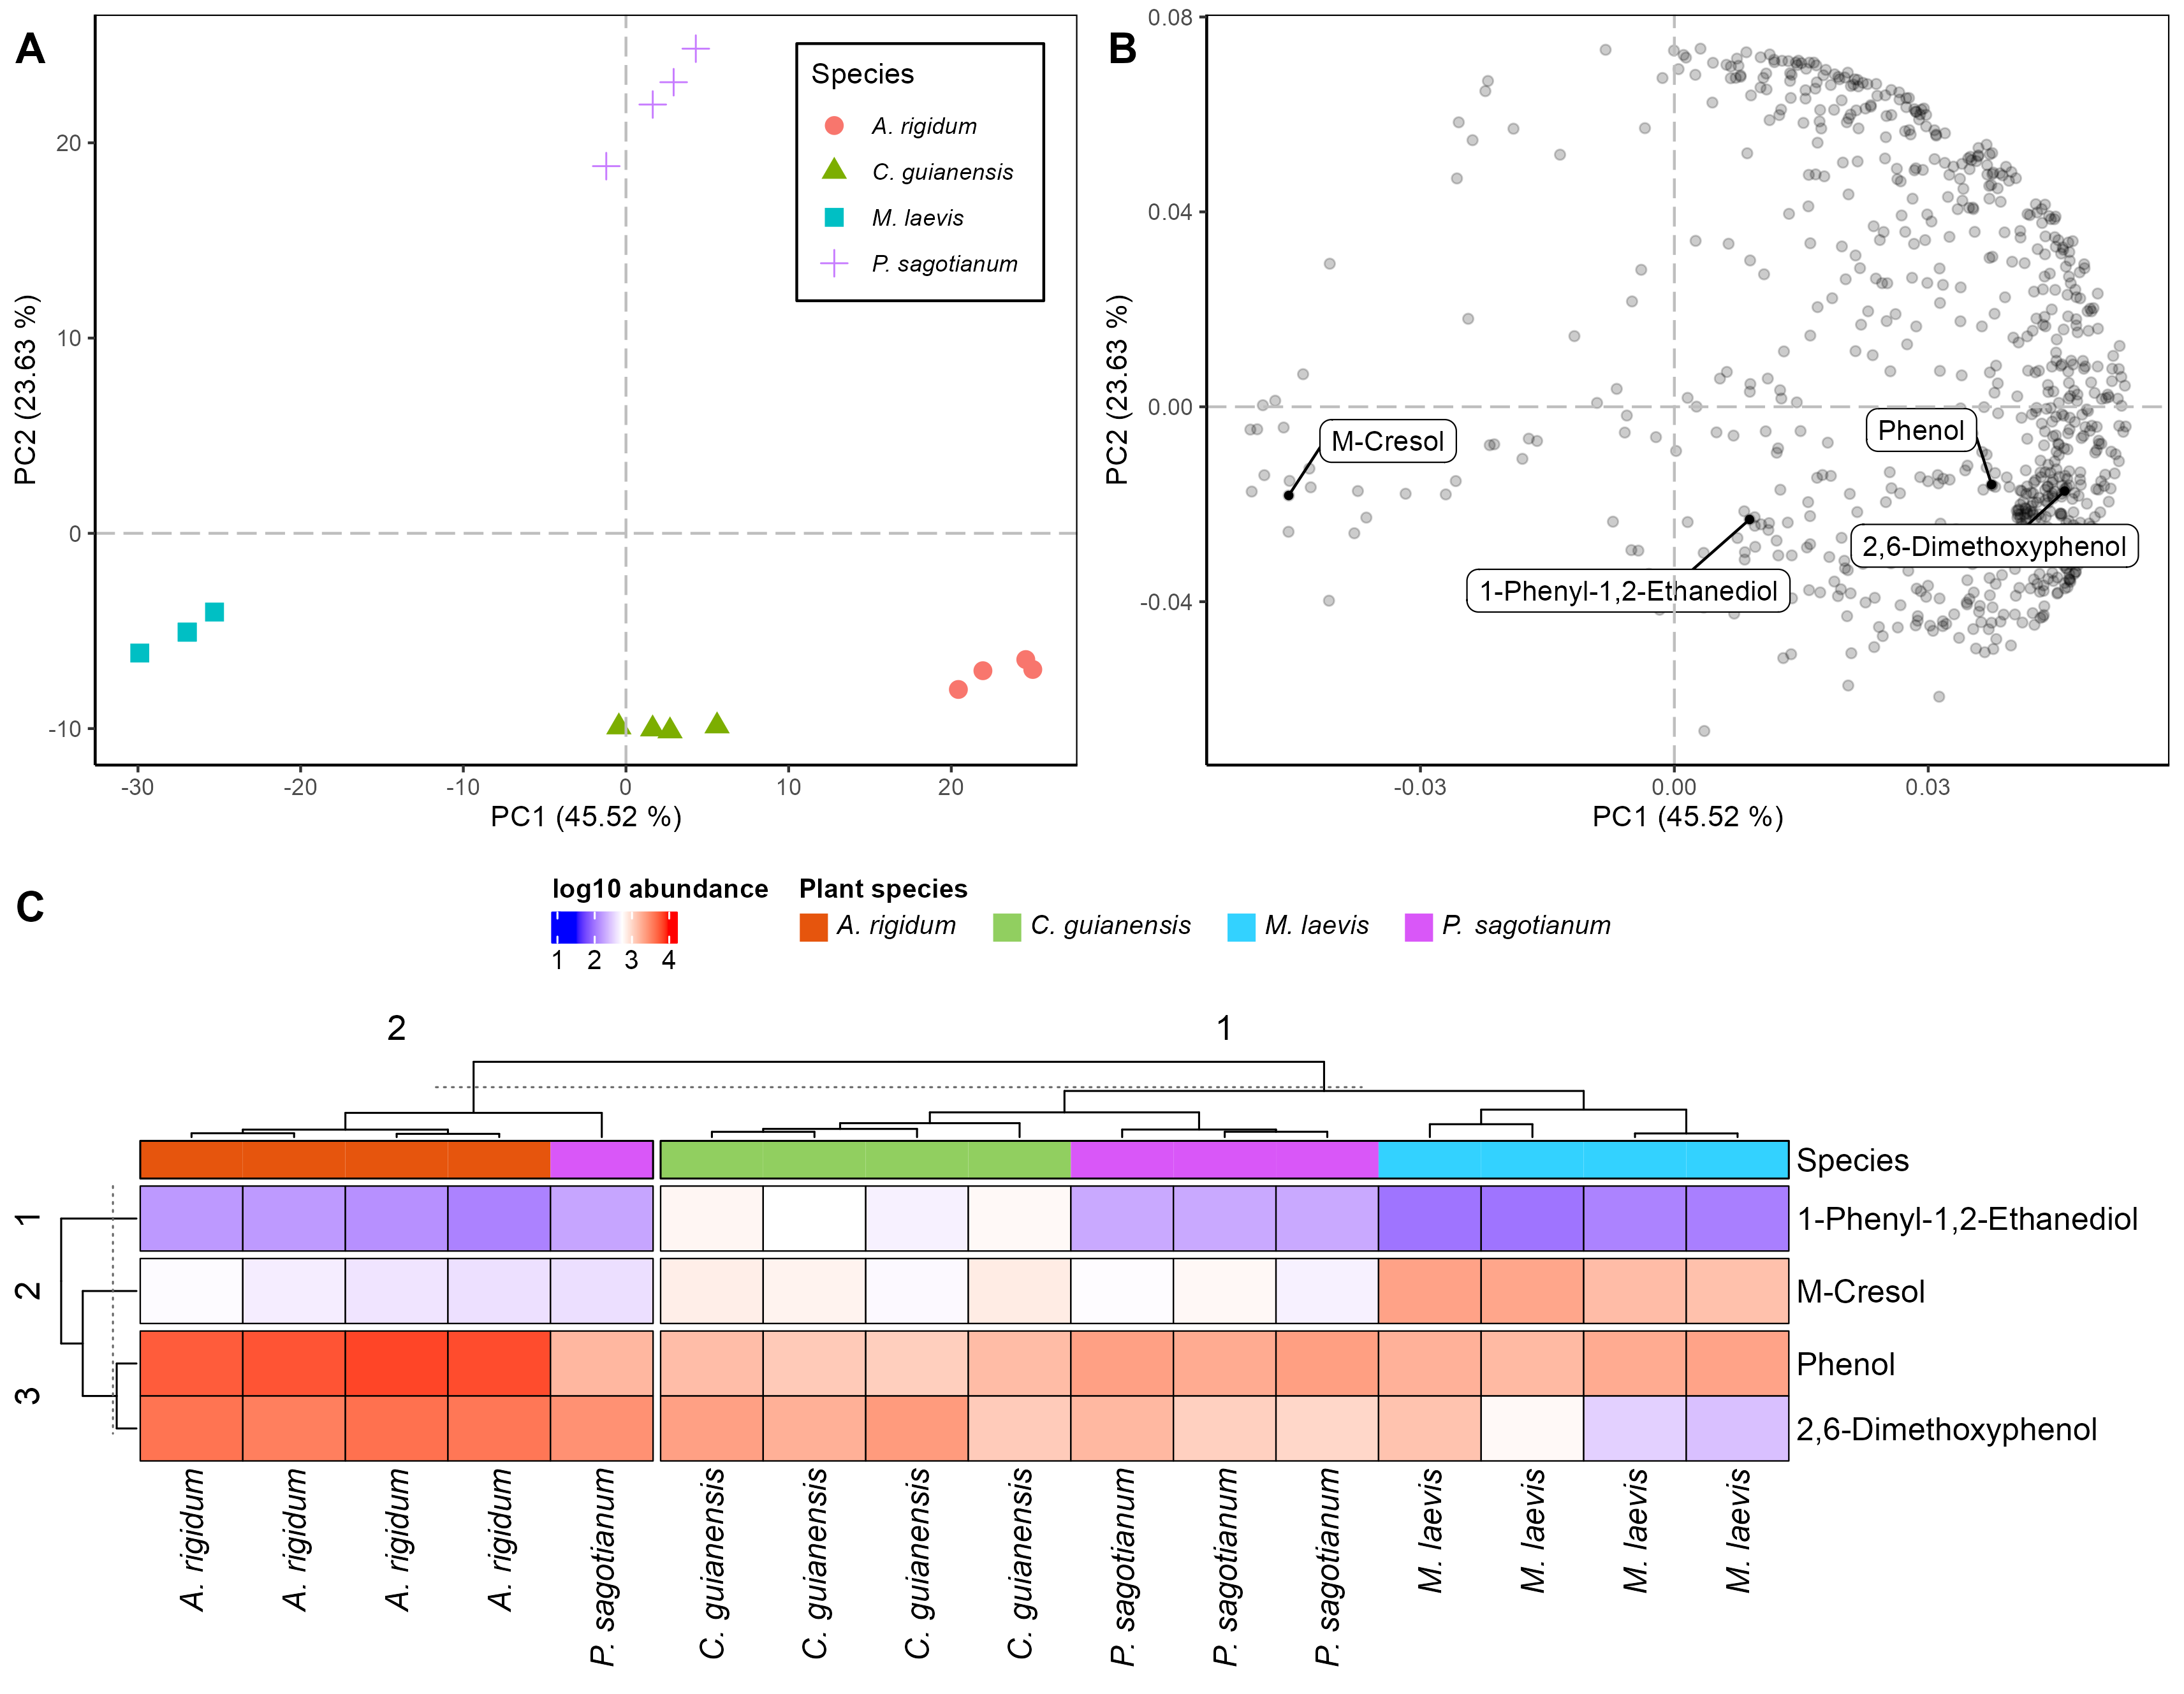 A
Species
A. rigidum
C. guianensis
M. laevis
P. sagotianum
PC2 (23.63 %)
20
10
0
-10
-30
-20
-10
0
10
20
PC1 (45.52 %)
B
PC2 (23.63 %)
0.08
0.04
0.00
-0.04
M-Cresol
Phenol
2,6-Dimethoxyphenol
1-Phenyl-1,2-Ethanediol
-0.03
0.00
0.03
PC1 (45.52 %)
C
log10 abundance
1 2 3 4
Plant species
A. rigidum
C. guianensis
M. laevis
P. sagotianum
2
1
Species
1
1-Phenyl-1,2-Ethanediol
2
M-Cresol
3
Phenol
2,6-Dimethoxyphenol
A. rigidum
A. rigidum
A. rigidum
A. rigidum
P. sagotianum
C. guianensis
C. guianensis
C. guianensis
C. guianensis
P. sagotianum
P. sagotianum
P. sagotianum
M. laevis
M. laevis
M. laevis
M. laevis